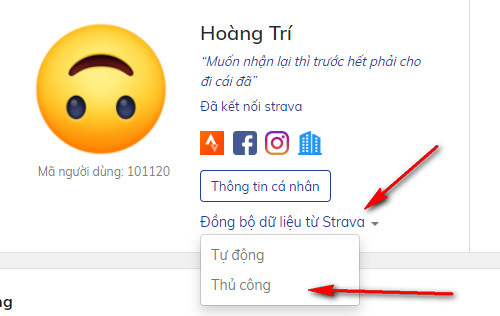 Hoàng Trí
“Muốn nhận lại thì trước hết phải cho
đi cái đã”
Đã kết nối strava
Mã người dùng: 101120
Thông tin cá nhân
Đồng bộ dữ liệu từ Strava
Tự động
Thủ công